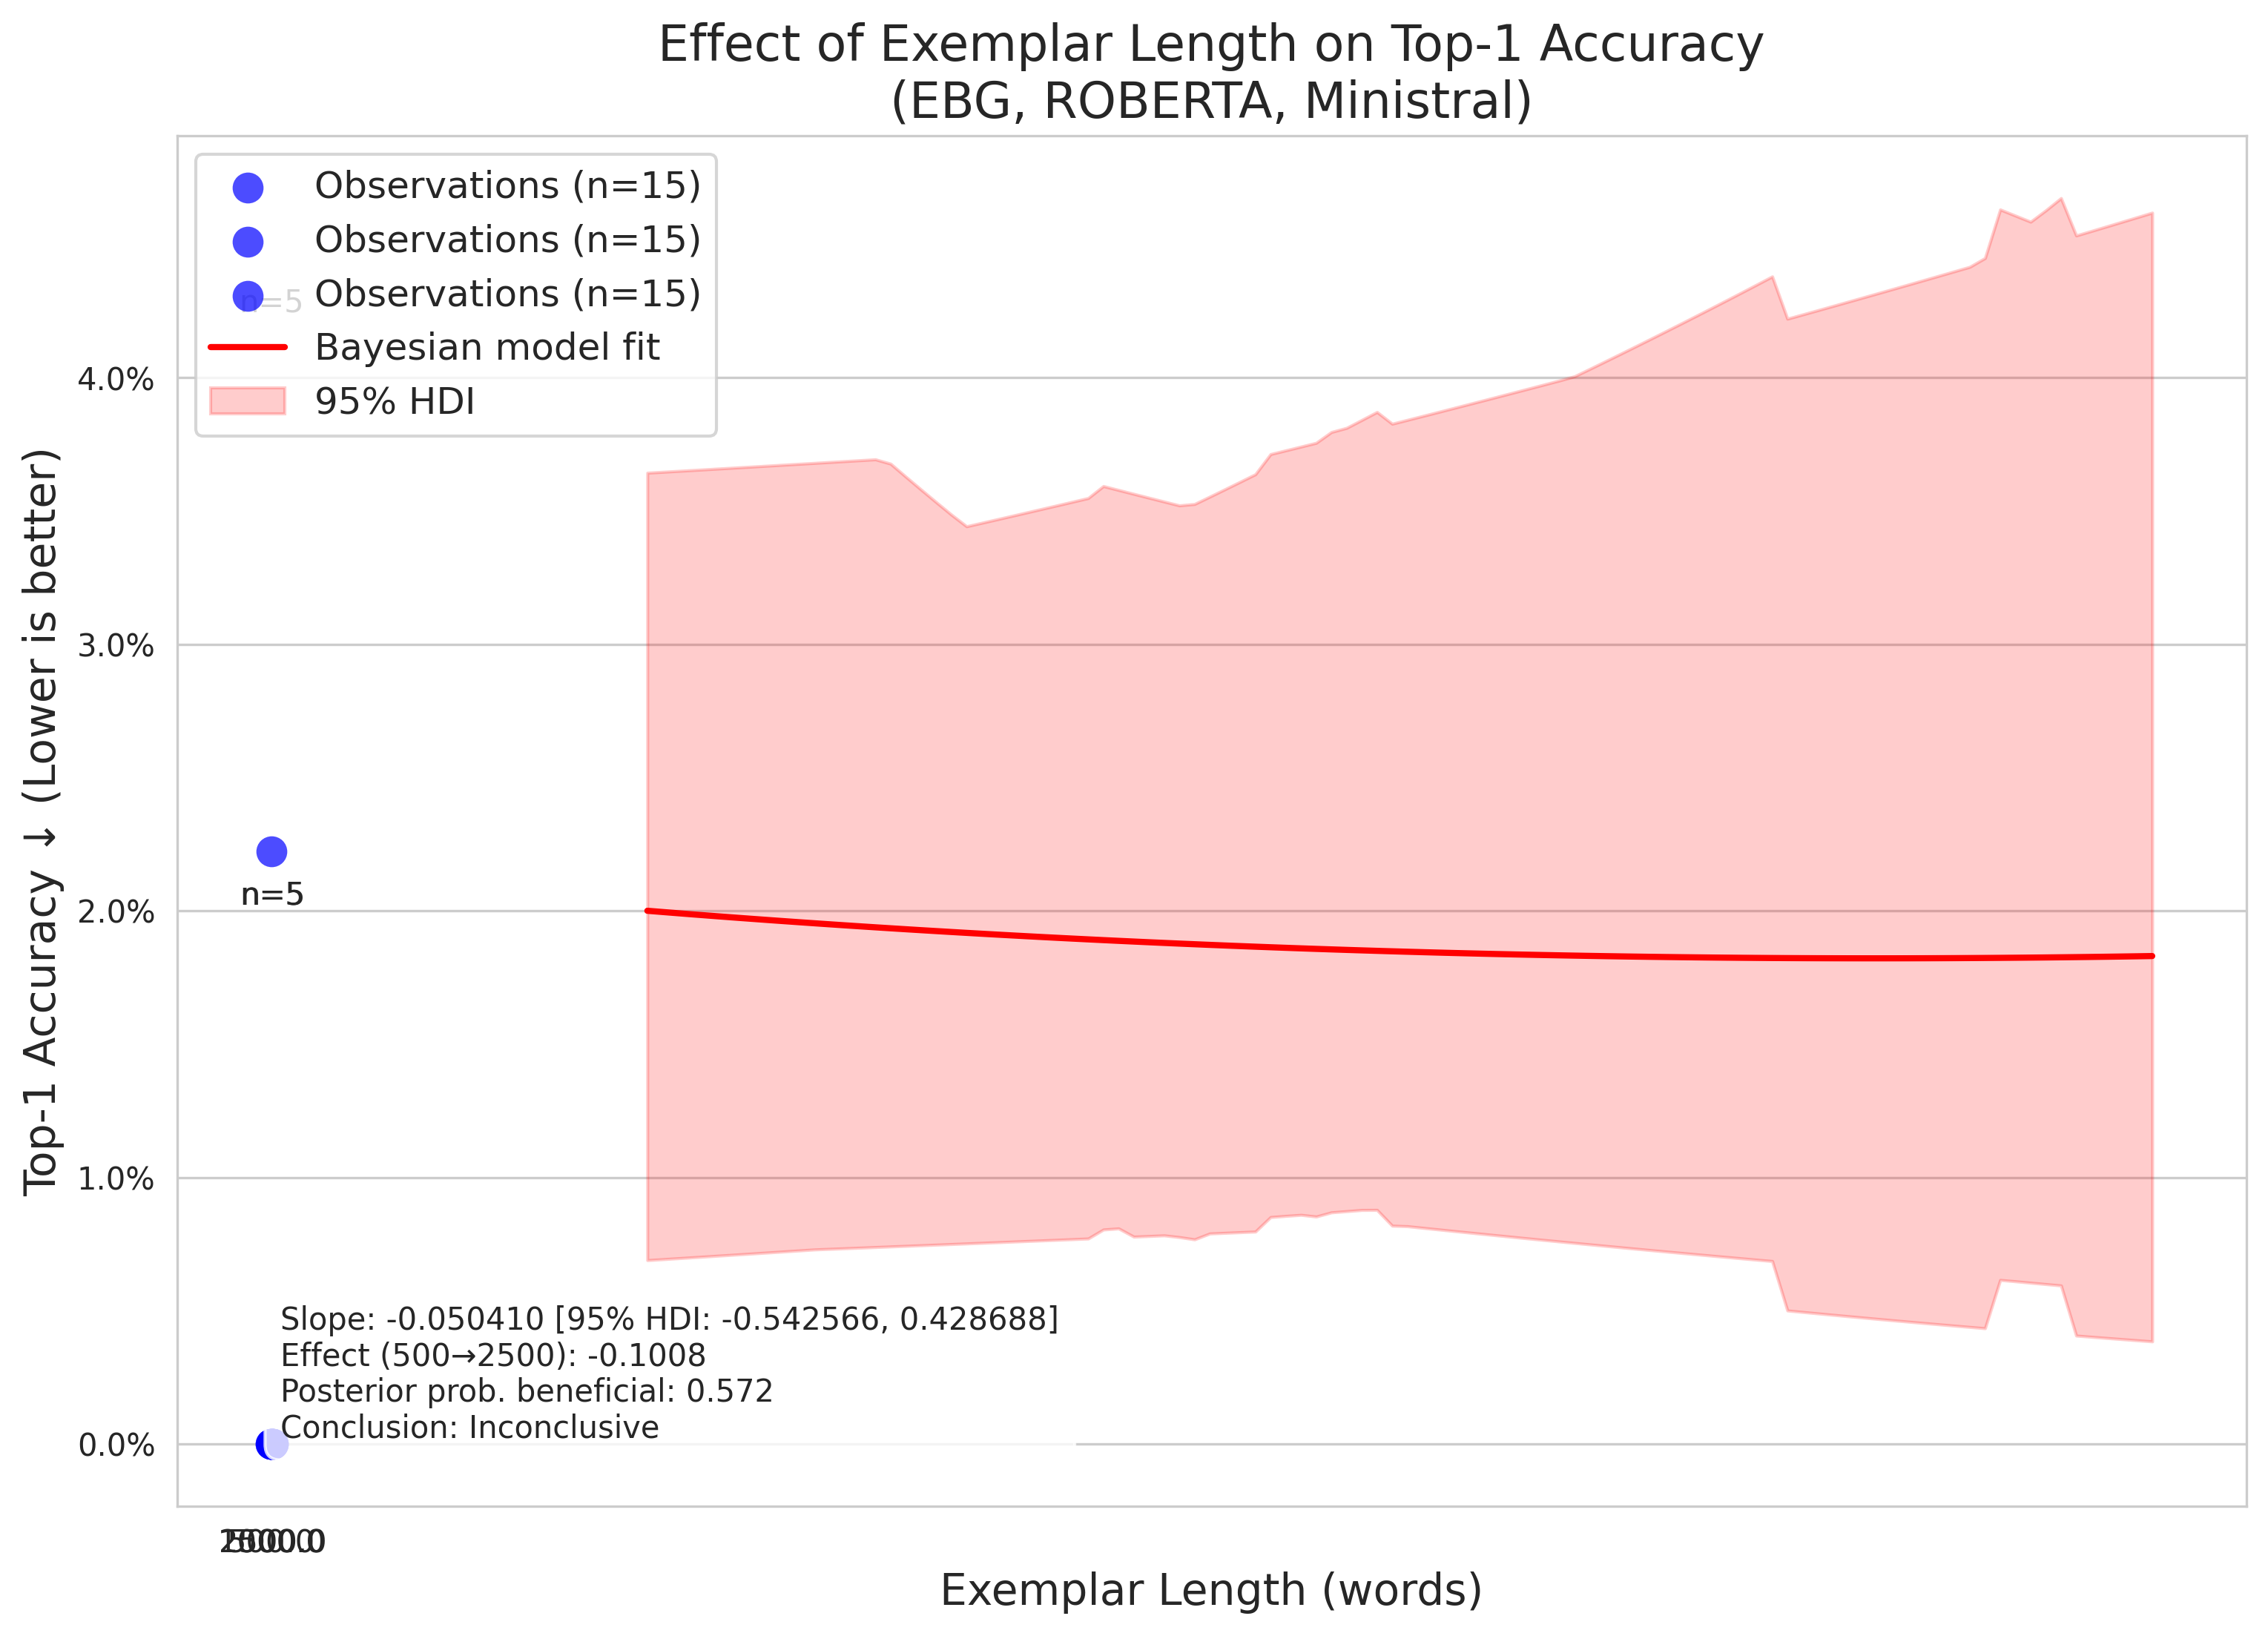 Effect of Exemplar Length on Top-1 Accuracy
(EBG, ROBERTA, Ministral)
Observations (n=15)
Observations (n=15)
Observations (n=15)
Bayesian model fit
95% HDI
n=5
n=5
4.0%
3.0%
2.0%
1.0%
0.0%
Top-1 Accuracy ↓ (Lower is better)
Slope: -0.050410 [95% HDI: -0.542566, 0.428688]
Effect (500→2500): -0.1008
Posterior prob. beneficial: 0.572
Conclusion: Inconclusive
Exemplar Length (words)